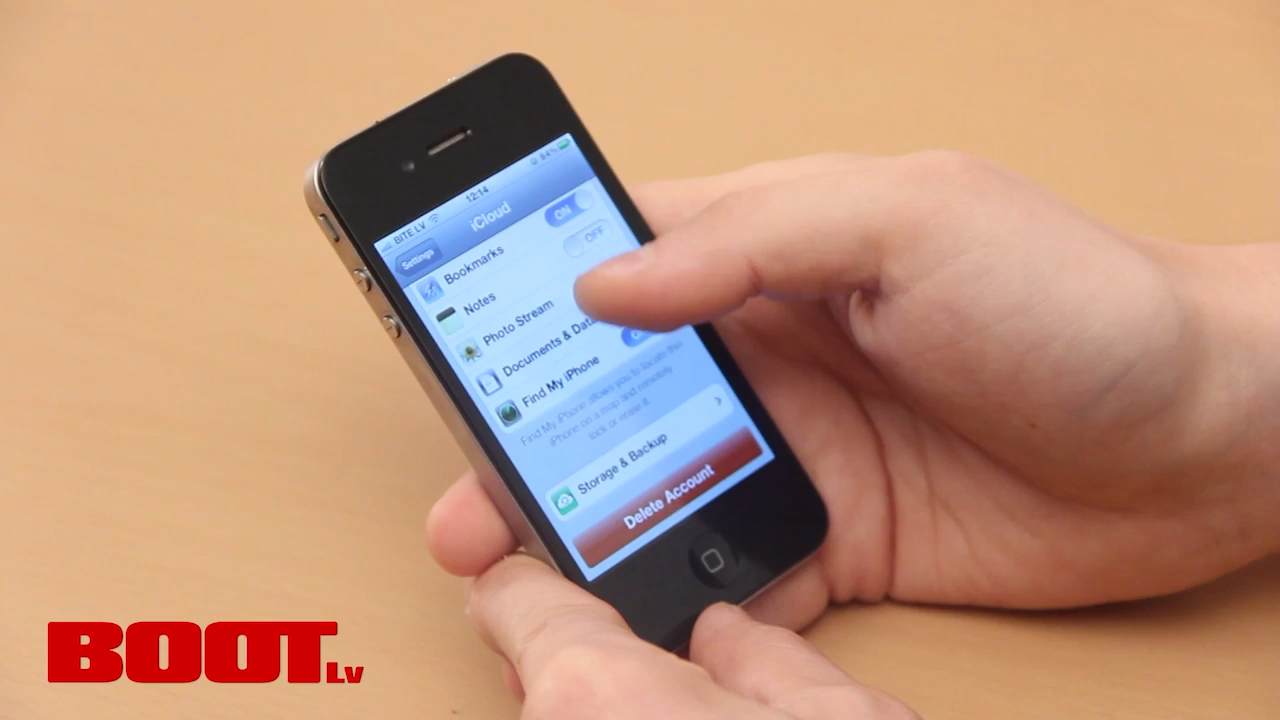 BITE LV 12:14 84%
Settings iCloud
Bookmarks ON
Notes OFF
Photo Stream
Documents & Data
Find My iPhone
Find My iPhone allows you to locate this
iPhone on a map and remotely
lock or erase it.
Storage & Backup
Delete Account
BOOT.LV